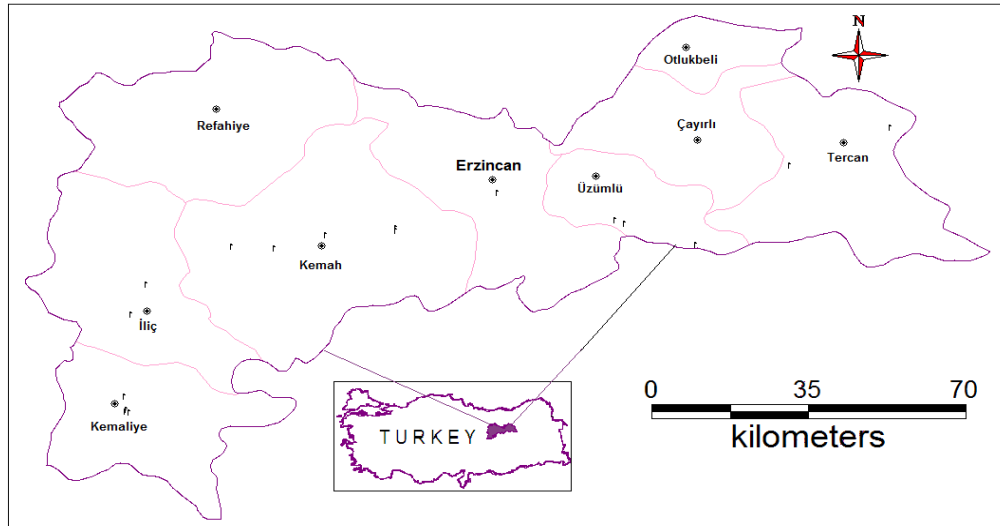 N
Otlukbeli
Refahiye
Çayırlı
Tercan
Erzincan
Üzümlü
Kemah
İliç
Kemaliye
TURKEY
0 35 70
kilometers